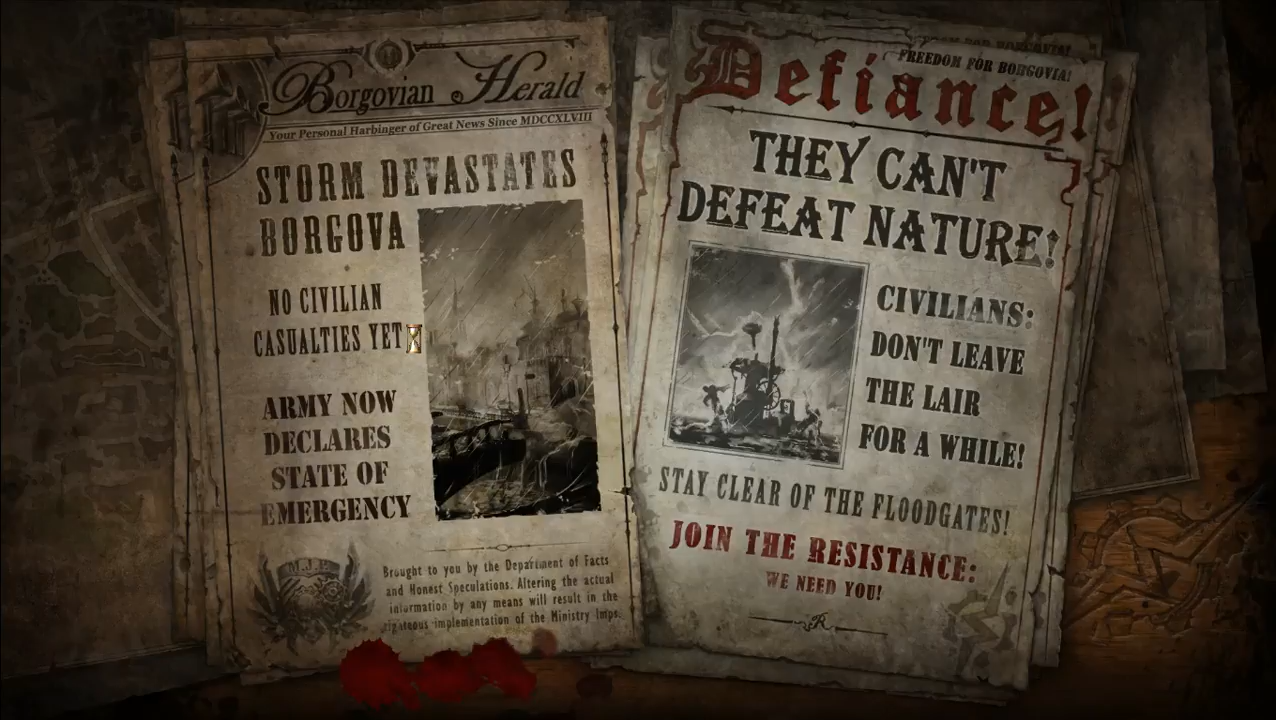 Borgovian Herald
Your Personal Harbinger of Great News Since MDCCXLVIII
STORM DEVASTATES
BORGOVA
NO CIVILIAN
CASUALTIES YET
ARMY NOW
DECLARES
STATE OF
EMERGENCY
M.J.P.
Brought to you by the Department of Facts
and Honest Speculations. Altering the actual
information by any means will result in the
righteous implementation of the Ministry Imps.
FREEDOM FOR BORGOVIA!
FREEDOM FOR BORGOVIA!
Defiance!
THEY CAN'T
DEFEAT NATURE!
CIVILIANS:
DON'T LEAVE
THE LAIR
FOR A WHILE!
STAY CLEAR OF THE FLOODGATES!
JOIN THE RESISTANCE:
WE NEED YOU!
R